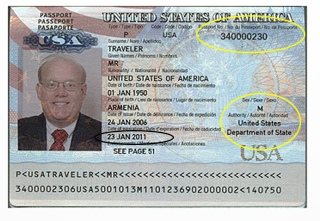 PASSPORT
PASSEPORT
PASAPORTE
UNITED STATES OF AMERICA
USA
Type / Type / Tipo Code / Code / Codigo Passport No. / No. du Passeport / No. de Pasaporte
USA 340000230
Surname / Nom / Apellidos
TRAVELER
Given Names / Prénoms / Nombres
MR
Nationality / Nationalité / Nacionalidad
UNITED STATES OF AMERICA
Date of birth / Date de naissance / Fecha de nacimiento
01 JAN 1950
Place of birth / Lieu de naissance / Lugar de nacimiento Sex / Sexe / Sexo
ARMENIA M
Date of issue / Date de délivrance / Fecha de expedición Authority / Autorité / Autoridad
24 JAN 2006 United States
Date of expiration / Date d'expiration / Fecha de caducidad Department of State
23 JAN 2011
SEE PAGE 51
USA
P<USATRAVELER<<MR<<<<<<<<<<<<<<<<<<<<<<<<<<<
3400002306USA5001013M1101236902000002<140750